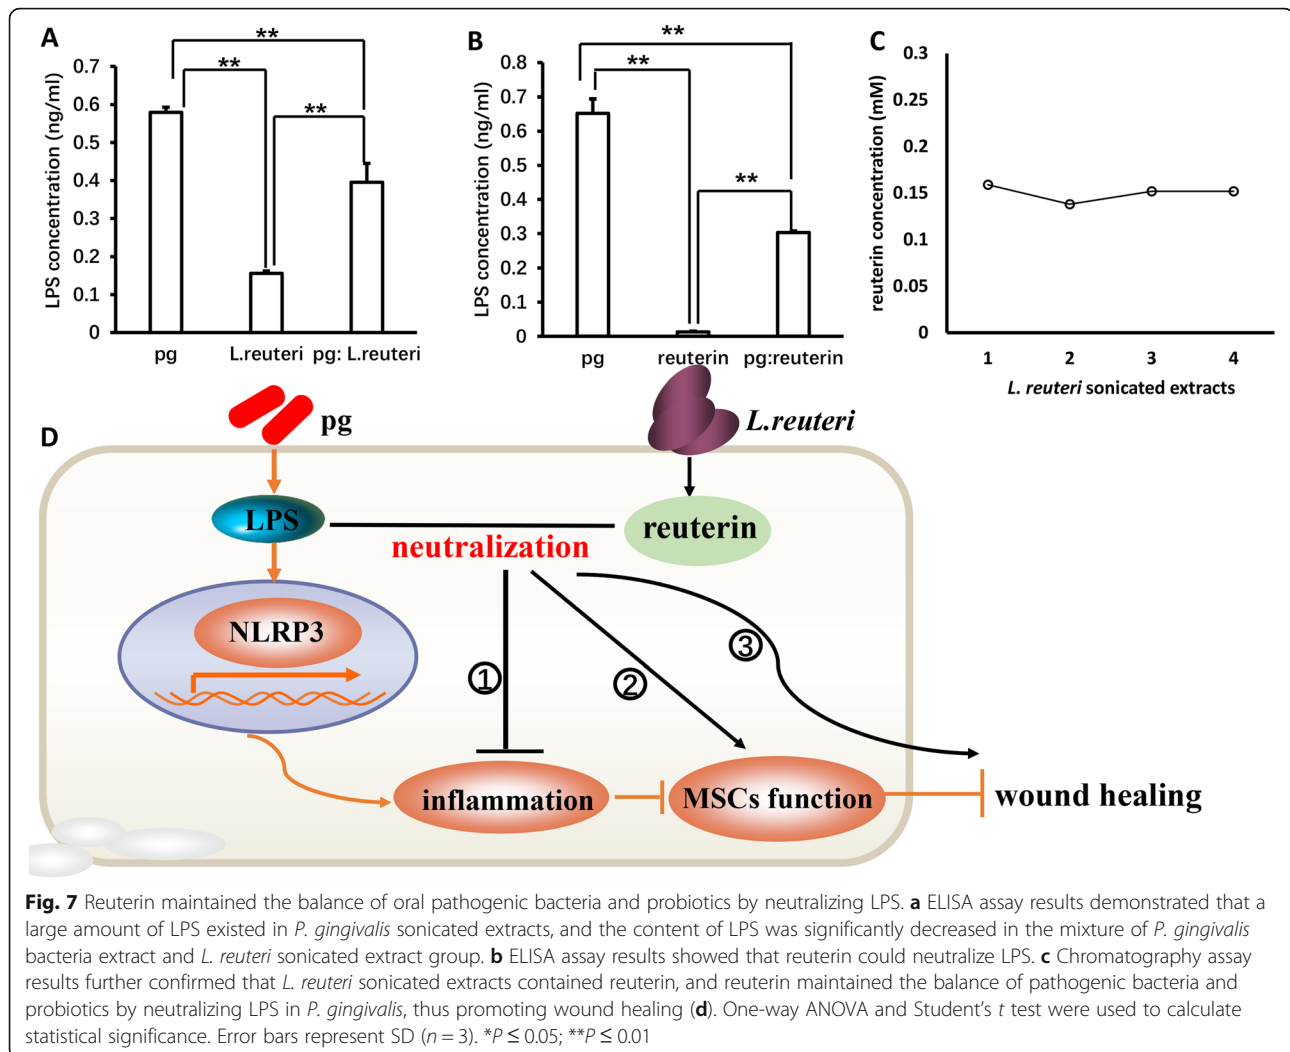 A
**
**
**
LPS concentration (ng/ml)
0.7
0.6
0.5
0.4
0.3
0.2
0.1
0
pg
L.reuteri
pg: L.reuteri
B
**
**
**
LPS concentration (ng/ml)
0.8
0.7
0.6
0.5
0.4
0.3
0.2
0.1
0
pg
reuterin
pg:reuterin
C
reuterin concentration (mM)
0.3
0.25
0.2
0.15
0.1
0.05
0
1
2
3
4
L. reuteri sonicated extracts
D
pg
L.reuteri
LPS
reuterin
neutralization
NLRP3
①
②
③
inflammation
MSCs function
wound healing
Fig. 7 Reuterin maintained the balance of oral pathogenic bacteria and probiotics by neutralizing LPS. a ELISA assay results demonstrated that a
large amount of LPS existed in P. gingivalis sonicated extracts, and the content of LPS was significantly decreased in the mixture of P. gingivalis
bacteria extract and L. reuteri sonicated extract group. b ELISA assay results showed that reuterin could neutralize LPS. c Chromatography assay
results further confirmed that L. reuteri sonicated extracts contained reuterin, and reuterin maintained the balance of pathogenic bacteria and
probiotics by neutralizing LPS in P. gingivalis, thus promoting wound healing (d). One-way ANOVA and Student's t test were used to calculate
statistical significance. Error bars represent SD (n = 3). *P ≤ 0.05; **P ≤ 0.01